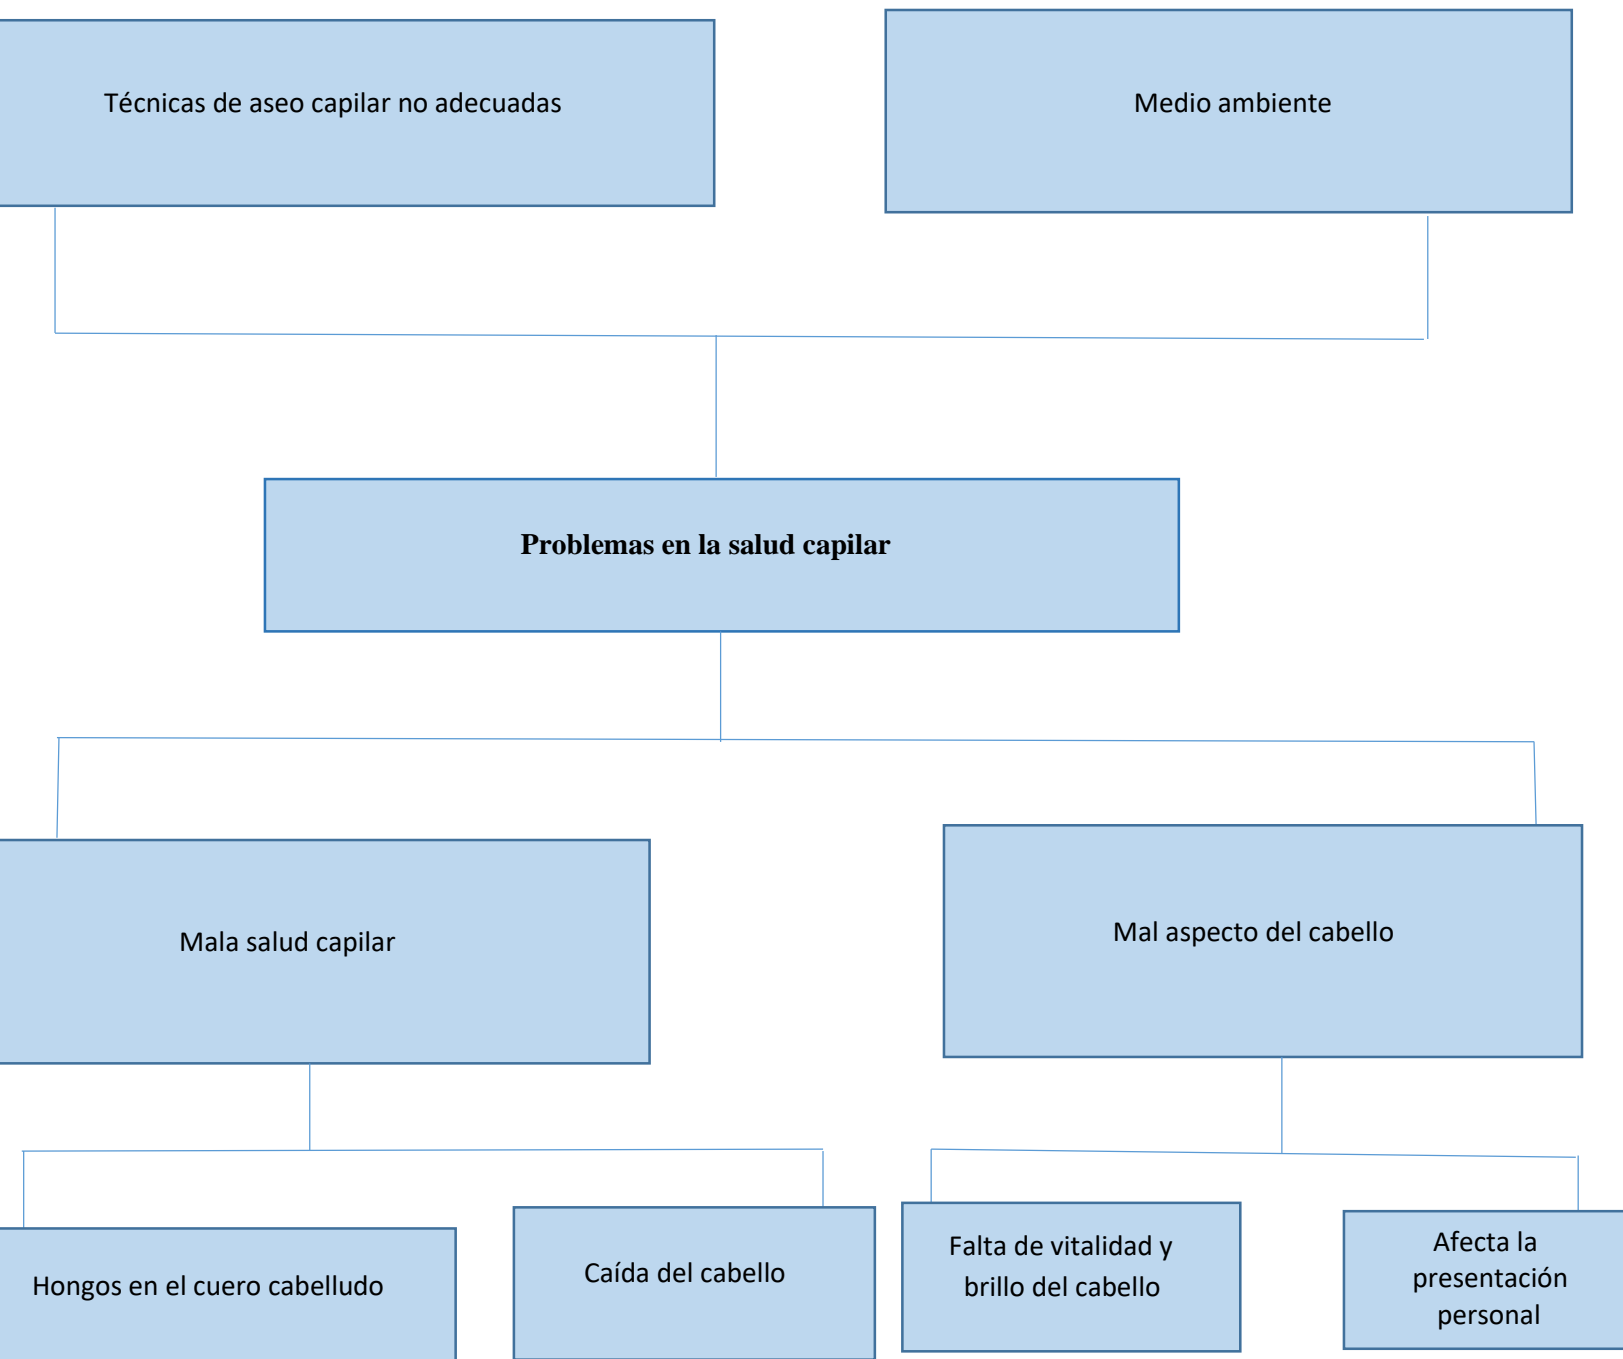 Técnicas de aseo capilar no adecuadas
Medio ambiente
Problemas en la salud capilar
Mala salud capilar
Mal aspecto del cabello
Hongos en el cuero cabelludo
Caída del cabello
Falta de vitalidad y
brillo del cabello
Afecta la
presentación
personal